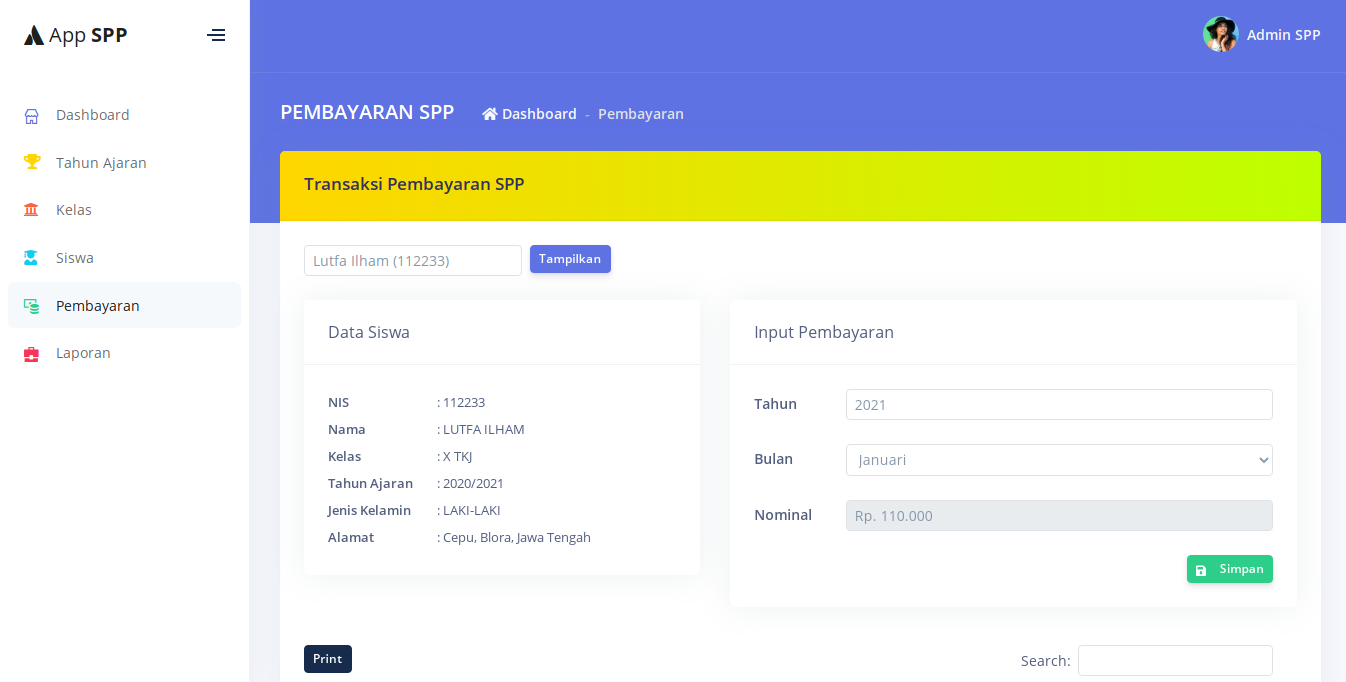 App SPP
Admin SPP
Dashboard
Tahun Ajaran
Kelas
Siswa
Pembayaran
Laporan
PEMBAYARAN SPP
Dashboard - Pembayaran
Transaksi Pembayaran SPP
Lutfa Ilham (112233)
Tampilkan
Data Siswa
NIS : 112233
Nama : LUTFA ILHAM
Kelas : X TKJ
Tahun Ajaran : 2020/2021
Jenis Kelamin : LAKI-LAKI
Alamat : Cepu, Blora, Jawa Tengah
Input Pembayaran
Tahun 2021
Bulan Januari
Nominal Rp. 110.000
Simpan
Print
Search: